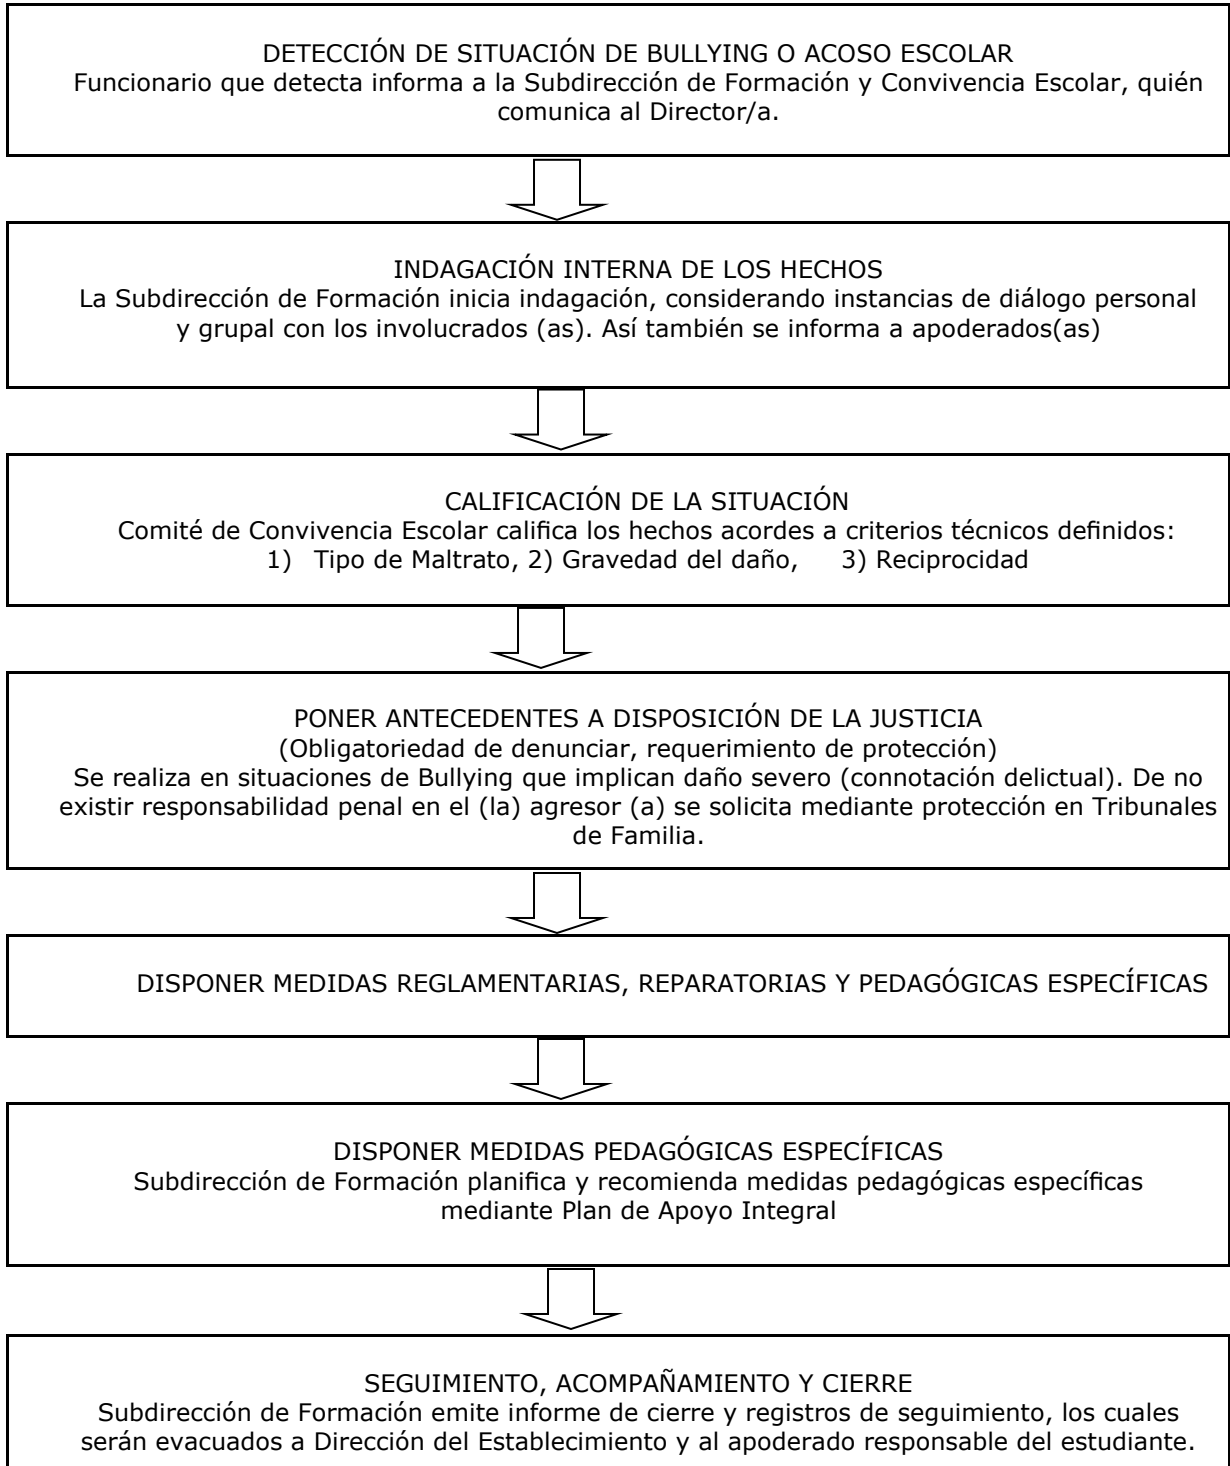 DETECCIÓN DE SITUACIÓN DE BULLYING O ACOSO ESCOLAR
Funcionario que detecta informa a la Subdirección de Formación y Convivencia Escolar, quién
comunica al Director/a.
INDAGACIÓN INTERNA DE LOS HECHOS
La Subdirección de Formación inicia indagación, considerando instancias de diálogo personal
y grupal con los involucrados (as). Así también se informa a apoderados(as)
CALIFICACIÓN DE LA SITUACIÓN
Comité de Convivencia Escolar califica los hechos acordes a criterios técnicos definidos:
1) Tipo de Maltrato, 2) Gravedad del daño, 3) Reciprocidad
PONER ANTECEDENTES A DISPOSICIÓN DE LA JUSTICIA
(Obligatoriedad de denunciar, requerimiento de protección)
Se realiza en situaciones de Bullying que implican daño severo (connotación delictual). De no
existir responsabilidad penal en el (la) agresor (a) se solicita mediante protección en Tribunales
de Familia.
DISPONER MEDIDAS REGLAMENTARIAS, REPARATORIAS Y PEDAGÓGICAS ESPECÍFICAS
DISPONER MEDIDAS PEDAGÓGICAS ESPECÍFICAS
Subdirección de Formación planifica y recomienda medidas pedagógicas específicas
mediante Plan de Apoyo Integral
SEGUIMIENTO, ACOMPAÑAMIENTO Y CIERRE
Subdirección de Formación emite informe de cierre y registros de seguimiento, los cuales
serán evacuados a Dirección del Establecimiento y al apoderado responsable del estudiante.